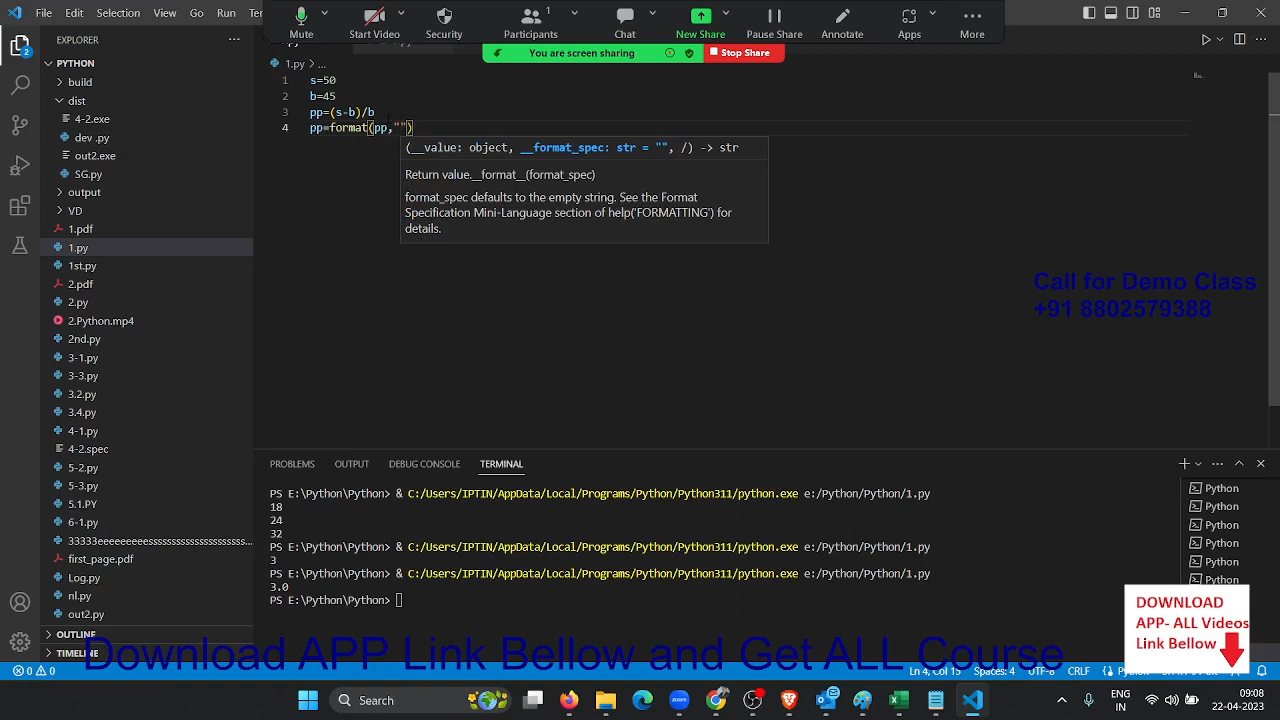 File
Edit
Selection
View
Go
Run
Mute
Start Video
Security
1
Participants
Chat
New Share
Pause Share
Annotate
Apps
More
You are screen sharing
Stop Share
EXPLORER
PYTHON
build
dist
4-2.exe
dev .py
out2.exe
SG.py
output
VD
1.pdf
1.py
1st.py
2.pdf
2.py
2.Python.mp4
2nd.py
3-1.py
3-3.py
3.2.py
3.4.py
4-1.py
4-2.spec
5-2.py
5-3.py
5.1.PY
6-1.py
first_page.pdf
Log.py
nl.py
out2.py
OUTLINE
TIMELINE
2
1.py > ...
1 s=50
2 b=45
3 pp=(s-b)/b
4 pp=format(pp,"")
(__value: object, __format_spec: str = "", /) -> str
Return value.__format__(format_spec)
format_spec defaults to the empty string. See the Format
Specification Mini-Language section of help('FORMATTING') for
details.
Call for Demo Class
+91 8802579388
PROBLEMS
OUTPUT
DEBUG CONSOLE
TERMINAL
PS E:\Python\Python> & C:/Users/IPTIN/AppData/Local/Programs/Python/Python311/python.exe e:/Python/Python/1.py
18
24
32
PS E:\Python\Python> & C:/Users/IPTIN/AppData/Local/Programs/Python/Python311/python.exe e:/Python/Python/1.py
3
PS E:\Python\Python> & C:/Users/IPTIN/AppData/Local/Programs/Python/Python311/python.exe e:/Python/Python/1.py
3.0
PS E:\Python\Python>
Python
Python
Python
Python
Python
Python
DOWNLOAD
APP- ALL Videos
Link Bellow
Download APP Link Bellow and Get ALL Course
0 0
Ln 4, Col 15
Spaces: 4
UTF-8
CRLF
Search
ENG
IN
09:08
22-04-2023